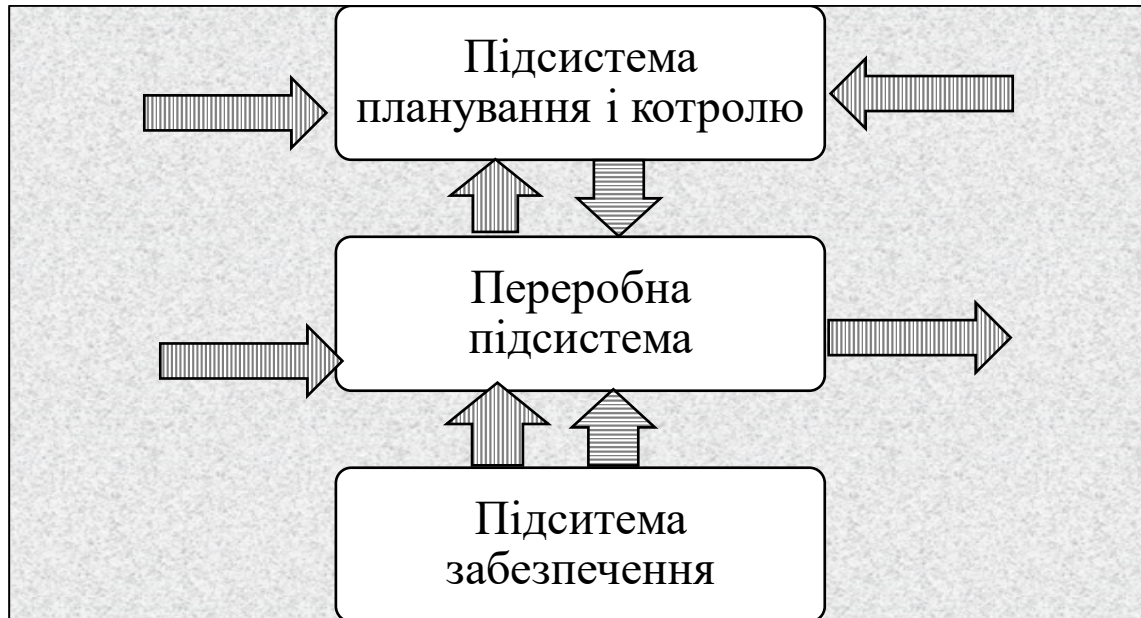 Підсистема
планування і котролю
Переробна
підсистема
Підситема
забезпечення